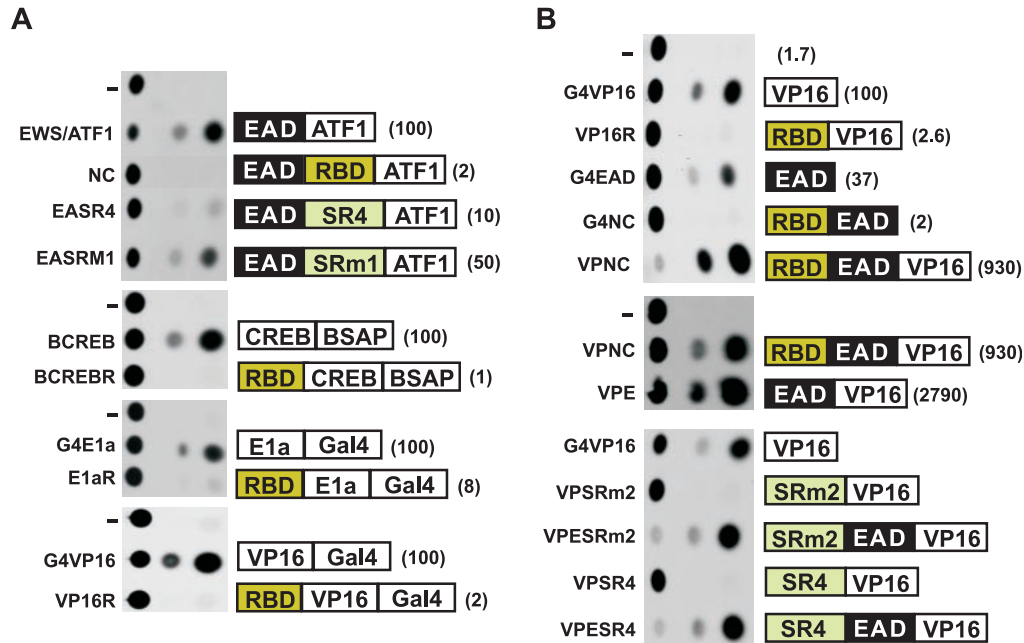 A
–
EWS/ATF1 EAD ATF1 (100)
NC EAD RBD ATF1 (2)
EASR4 EAD SR4 ATF1 (10)
EASRM1 EAD SRm1 ATF1 (50)
–
BCREB CREB BSAP (100)
BCREBR RBD CREB BSAP (1)
–
G4E1a E1a Gal4 (100)
E1aR RBD E1a Gal4 (8)
–
G4VP16 VP16 Gal4 (100)
VP16R RBD VP16 Gal4 (2)
B
– (1.7)
G4VP16 VP16 (100)
VP16R RBD VP16 (2.6)
G4EAD EAD (37)
G4NC RBD EAD (2)
VPNC RBD EAD VP16 (930)
–
VPNC RBD EAD VP16 (930)
VPE EAD VP16 (2790)
G4VP16 VP16
VPSRm2 SRm2 VP16
VPESRm2 SRm2 EAD VP16
VPSR4 SR4 VP16
VPESR4 SR4 EAD VP16